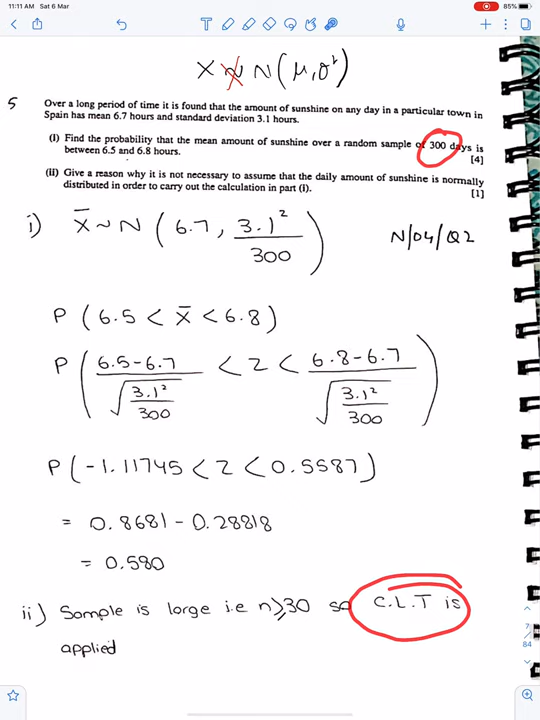 11:11 AM Sat 6 Mar
85%
X ~ N(μ,σ²)
5 Over a long period of time it is found that the amount of sunshine on any day in a particular town in
Spain has mean 6.7 hours and standard deviation 3.1 hours.
(i) Find the probability that the mean amount of sunshine over a random sample of 300 days is
between 6.5 and 6.8 hours. [4]
(ii) Give a reason why it is not necessary to assume that the daily amount of sunshine is normally
distributed in order to carry out the calculation in part (i). [1]
i) X̄ ~ N (6.7, 3.1²/300)
N/04/Q2
P (6.5 < x̄ < 6.8)
P ((6.5-6.7)/√(3.1²/300) < Z < (6.8-6.7)/√(3.1²/300))
P (-1.11745 < Z < 0.5587)
= 0.8681 - 0.28818
= 0.580
ii) Sample is large i.e n⩾30 so C.L.T is
applied
7
84